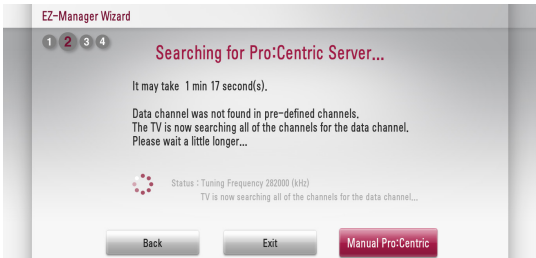 EZ-Manager Wizard
1 2 3 4
Searching for Pro:Centric Server...
It may take 1 min 17 second(s).
Data channel was not found in pre-defined channels.
The TV is now searching all of the channels for the data channel.
Please wait a little longer...
Status : Tuning Frequency 282000 (kHz)
TV is now searching all of the channels for the data channel...
Back Exit Manual Pro:Centric